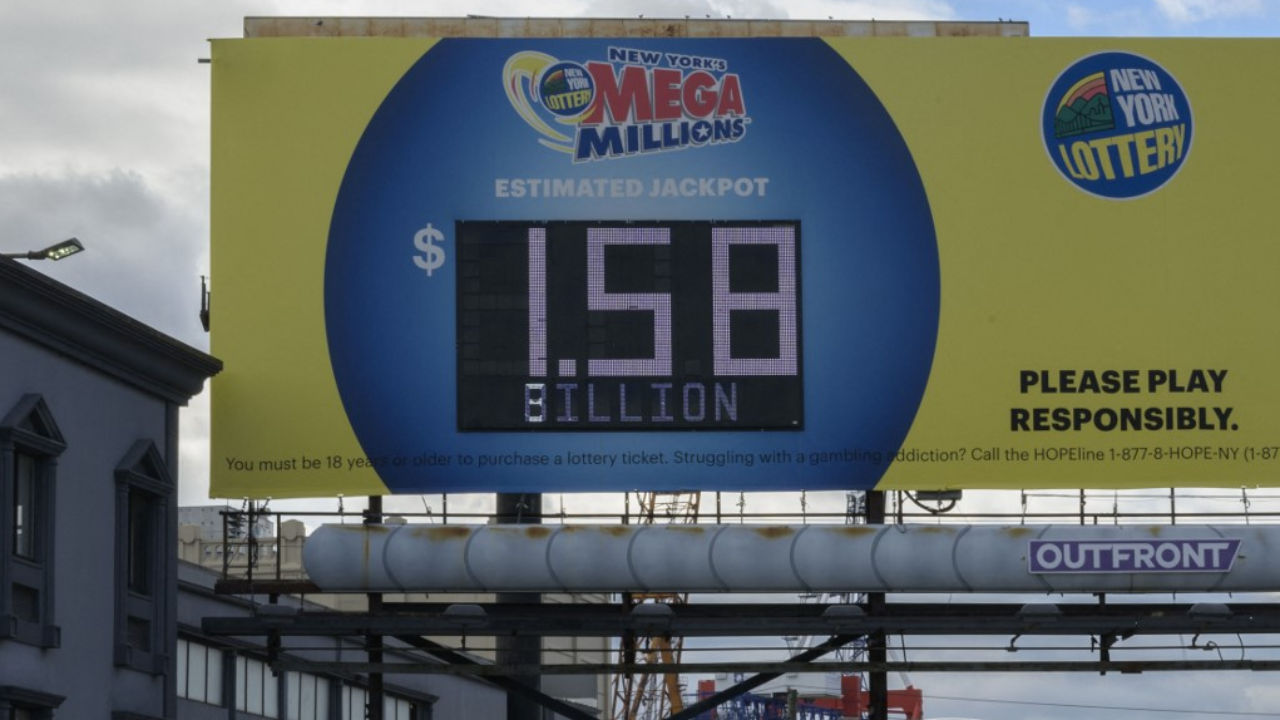 NEW YORK'S
NEW
YORK
LOTTERY
MEGA
MILLIONS
ESTIMATED JACKPOT
$ 1.58
BILLION
NEW
YORK
LOTTERY
PLEASE PLAY
RESPONSIBLY.
You must be 18 years or older to purchase a lottery ticket. Struggling with a gambling addiction? Call the HOPEline 1-877-8-HOPE-NY (1-87
OUTFRONT